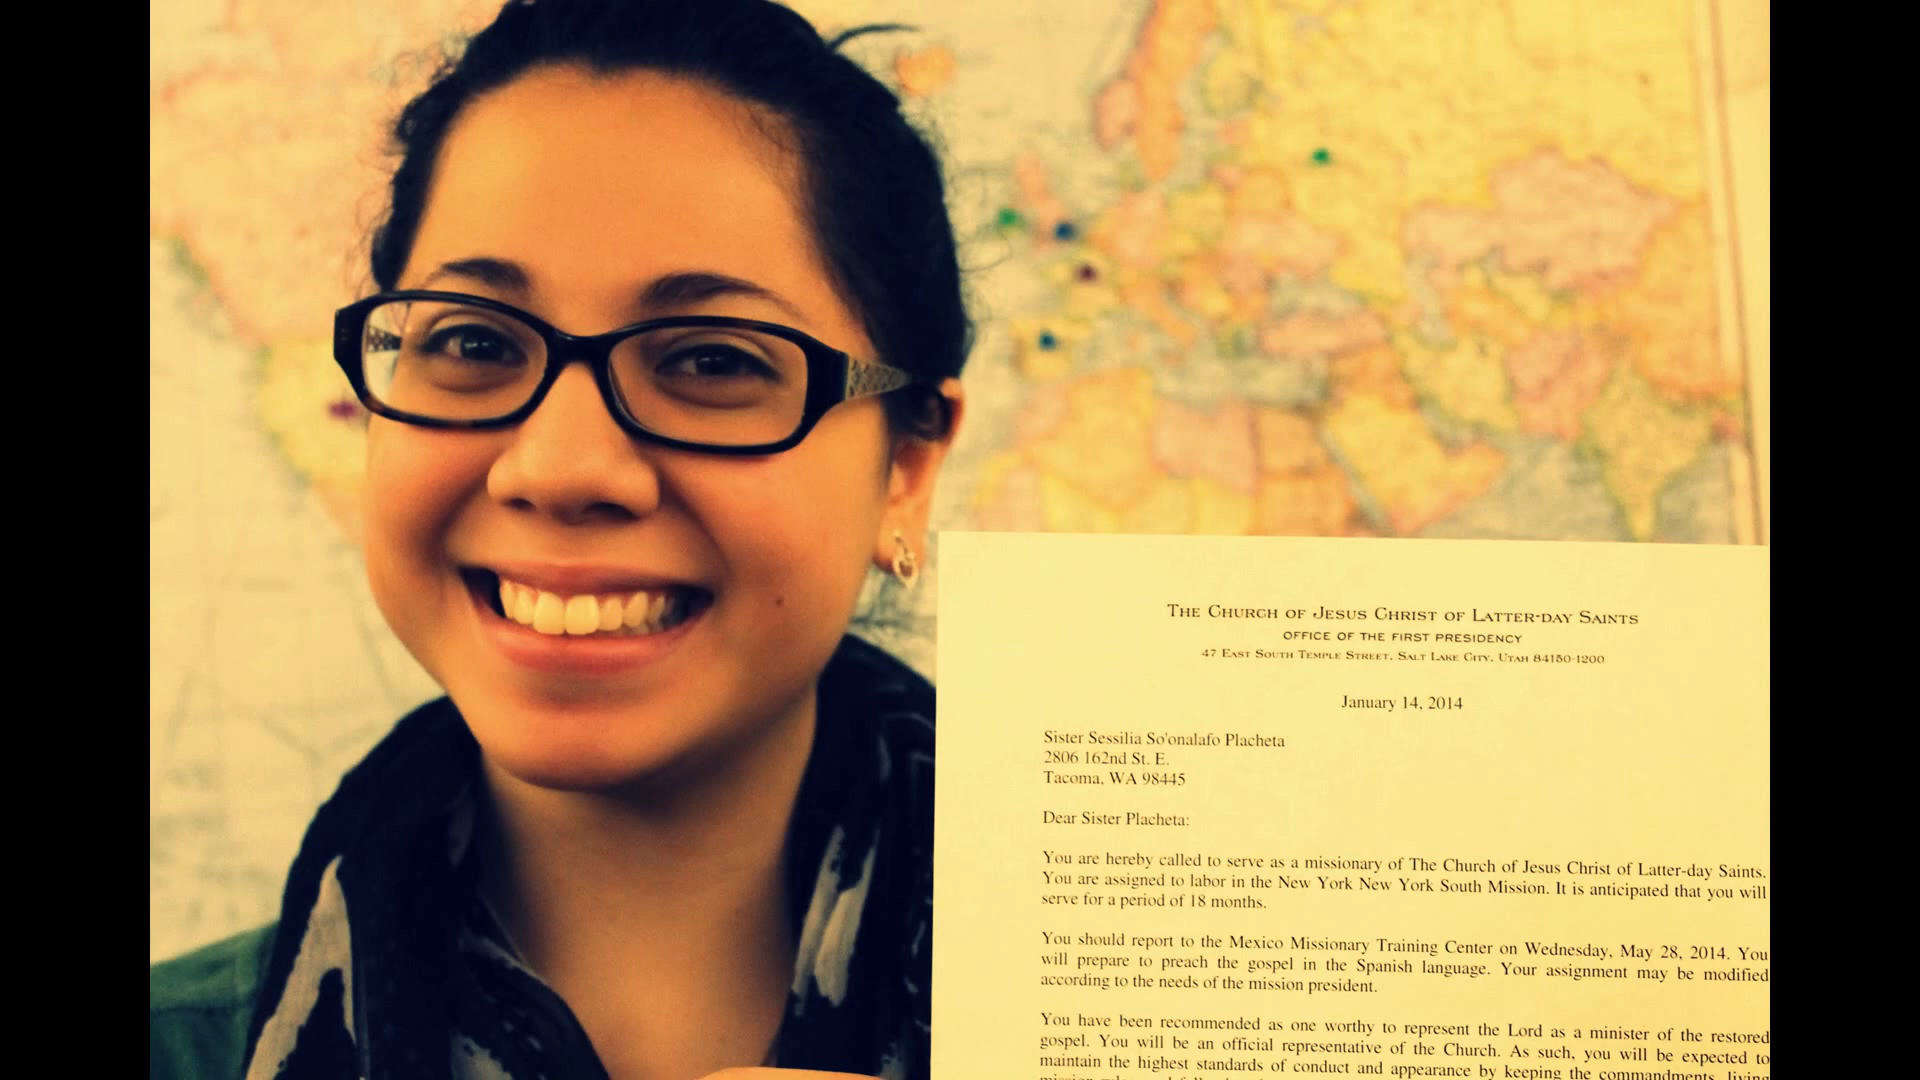 THE CHURCH OF JESUS CHRIST OF LATTER-DAY SAINTS
OFFICE OF THE FIRST PRESIDENCY
47 EAST SOUTH TEMPLE STREET, SALT LAKE CITY, UTAH 84150-1200
January 14, 2014
Sister Sessilia So'onalafo Placheta
2806 162nd St. E.
Tacoma, WA 98445
Dear Sister Placheta:
You are hereby called to serve as a missionary of The Church of Jesus Christ of Latter-day Saints.
You are assigned to labor in the New York New York South Mission. It is anticipated that you will
serve for a period of 18 months.
You should report to the Mexico Missionary Training Center on Wednesday, May 28, 2014. You
will prepare to preach the gospel in the Spanish language. Your assignment may be modified
according to the needs of the mission president.
You have been recommended as one worthy to represent the Lord as a minister of the restored
gospel. You will be an official representative of the Church. As such, you will be expected to
maintain the highest standards of conduct and appearance by keeping the commandments, living